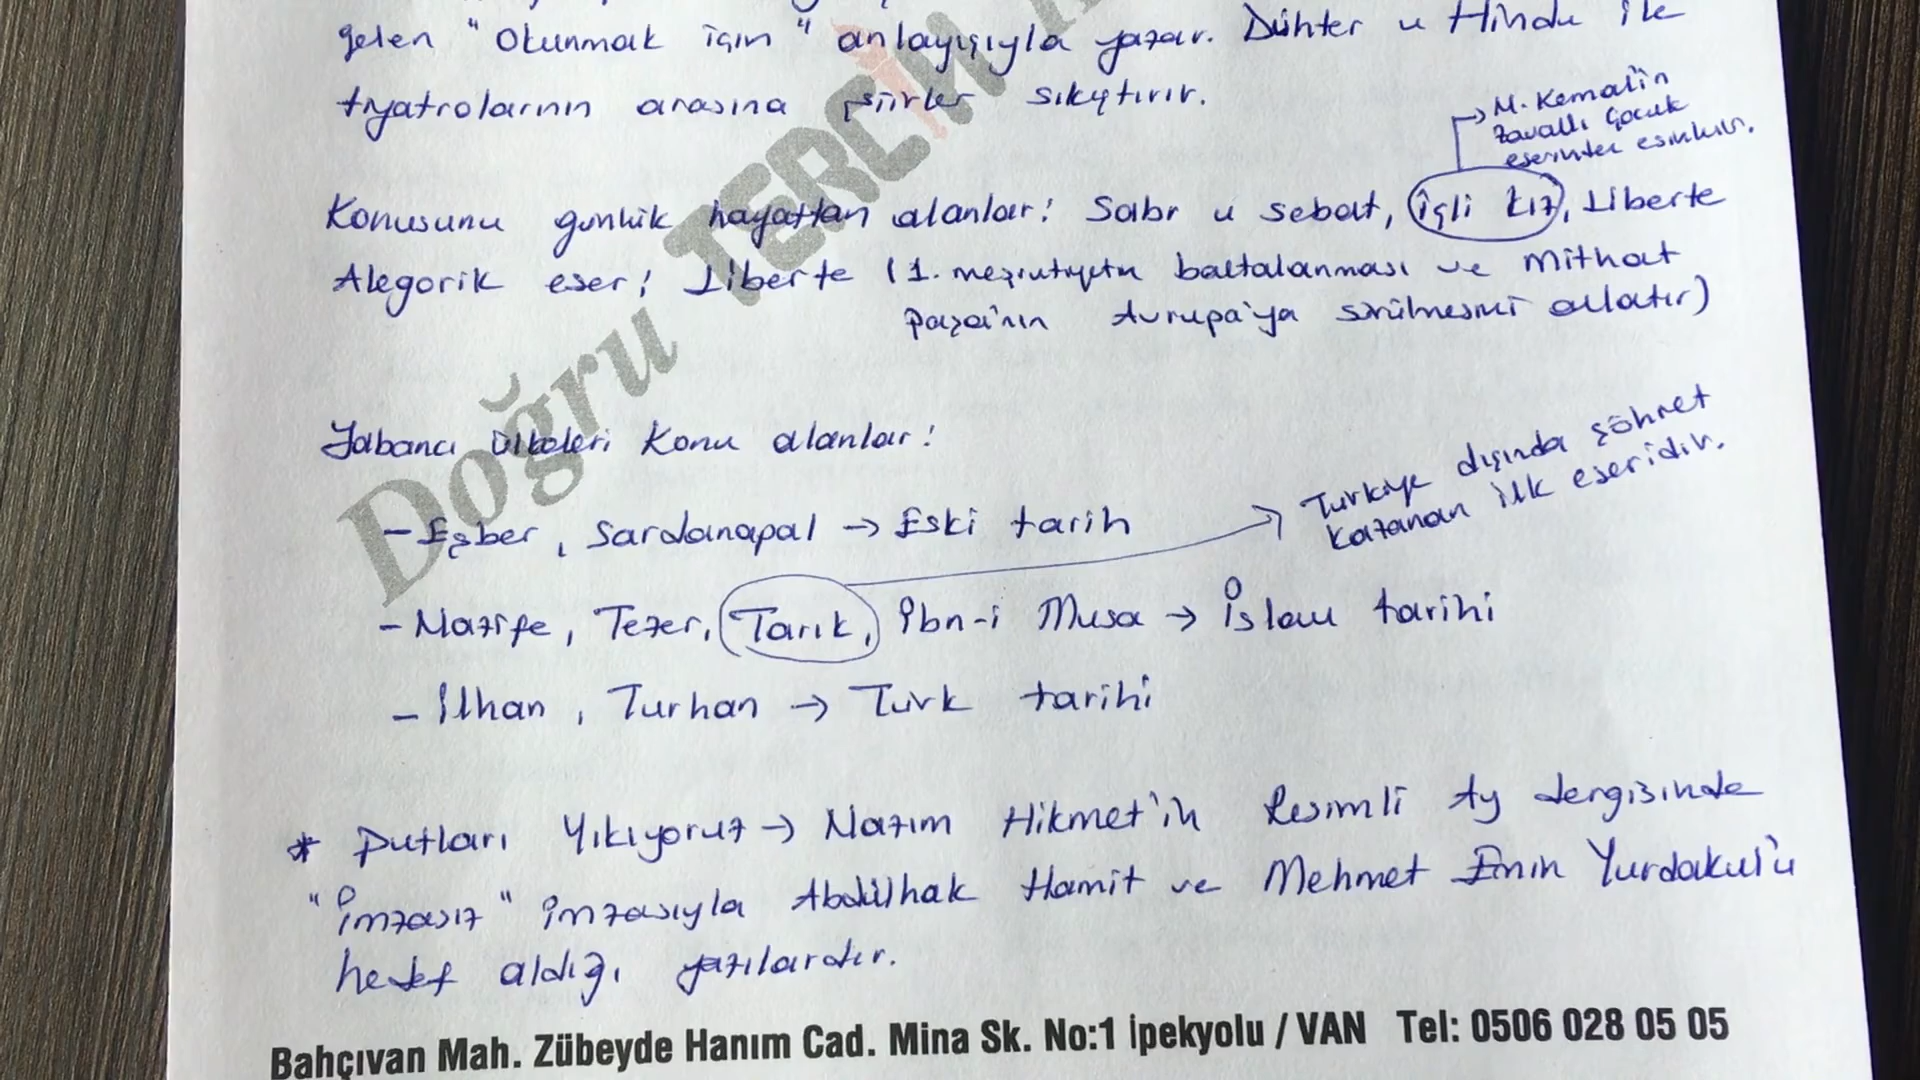 gelen "Okunmak için" anlayışıyla yazar. Duhter u Hindu ile
tiyatrolarının arasına şiirler sıkıştırır.
M. Kemal'in
Zavallı Çocuk
eserinden esinlenir.
Konusunu günlük hayattan alanlar: Sabr u sebat, İçli kız, Liberte
Alegorik eser: Liberte (1. meşrutiyetin baltalanması ve Mithat
paşa'nın Avrupa'ya sürülmesini anlatır)
Yabancı ülkeleri konu alanlar:
Türkiye dışında şöhret
kazanan ilk eseridir.
- Eşber, Sardanapal → Eski tarih
- Nazife, Tezer, Tarık, İbn-i Musa → İslam tarihi
- İlhan, Turhan → Türk tarihi
* Putları Yıkıyoruz → Nazım Hikmet'in Resimli Ay dergisinde
"İmzasız" imzasıyla Abdülhak Hamit ve Mehmet Emin Yurdakul'u
hedef aldığı yazılardır.
Doğru TERCİH
Bahçıvan Mah. Zübeyde Hanım Cad. Mina Sk. No:1 İpekyolu / VAN Tel: 0506 028 05 05